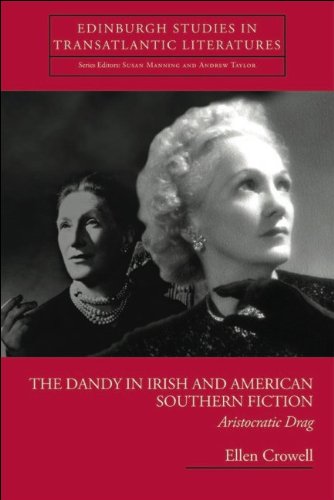 EDINBURGH STUDIES IN
TRANSATLANTIC LITERATURES
Series Editors: SUSAN MANNING AND ANDREW TAYLOR
THE DANDY IN IRISH AND AMERICAN
SOUTHERN FICTION
Aristocratic Drag
Ellen Crowell